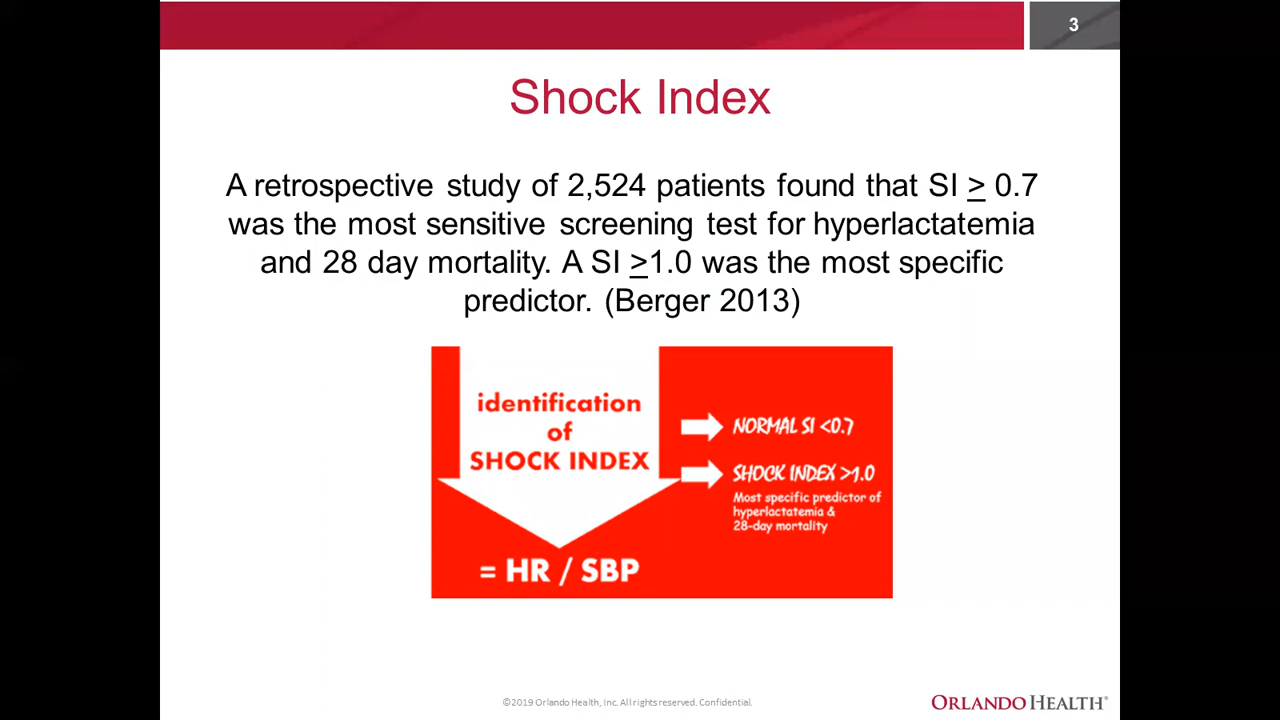 3
Shock Index
A retrospective study of 2,524 patients found that SI ≥ 0.7
was the most sensitive screening test for hyperlactatemia
and 28 day mortality. A SI ≥1.0 was the most specific
predictor. (Berger 2013)
identification
of
SHOCK INDEX
= HR / SBP
NORMAL SI <0.7
SHOCK INDEX >1.0
Most specific predictor of
hyperlactatemia &
28-day mortality
©2019 Orlando Health, Inc. All rights reserved. Confidential.
ORLANDO HEALTH®